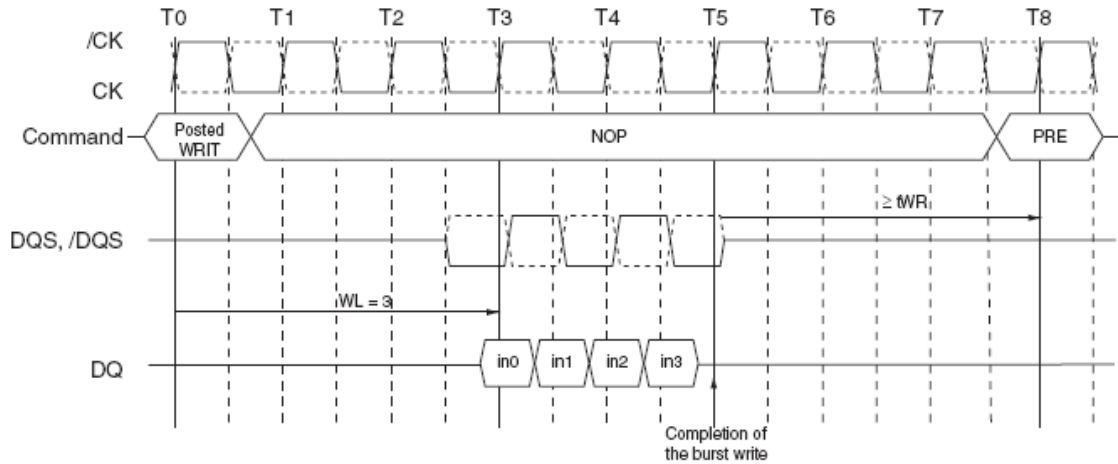 T0 T1 T2 T3 T4 T5 T6 T7 T8
/CK
CK
Command
Posted
WRIT
NOP
PRE
≥ tWR
DQS, /DQS
WL = 3
DQ
in0 in1 in2 in3
Completion of
the burst write